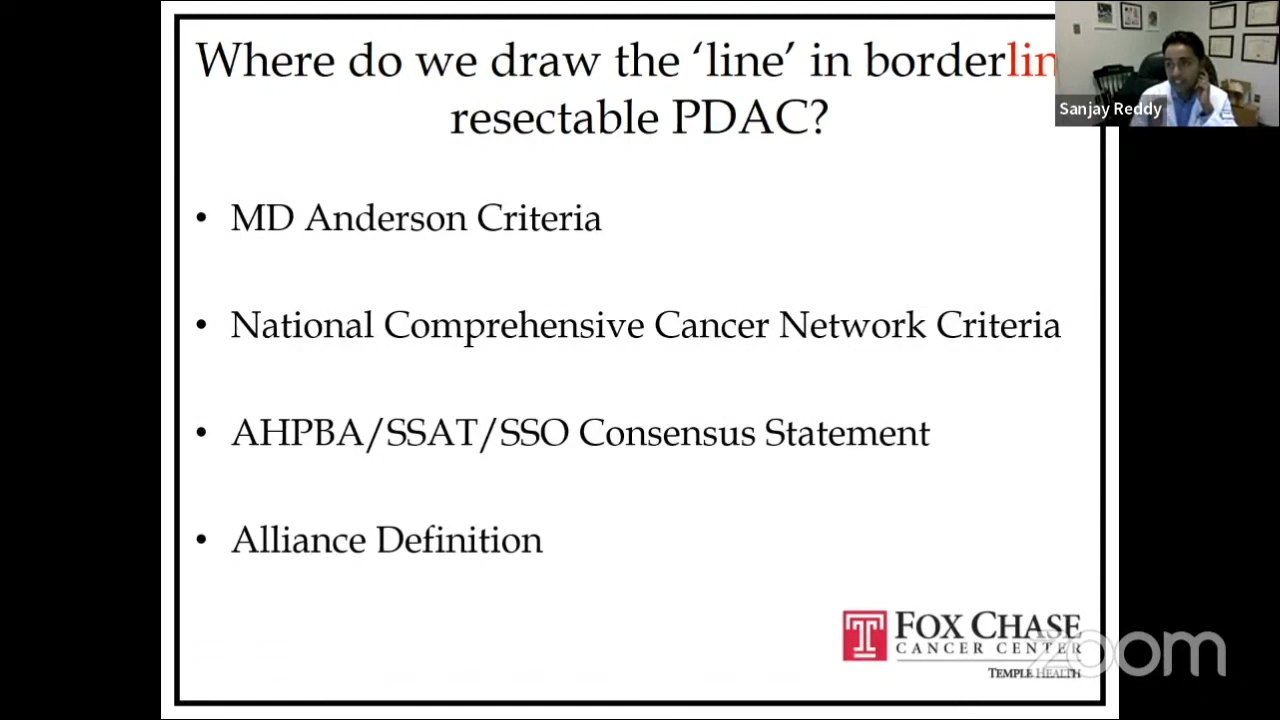 Where do we draw the ‘line’ in borderlin
resectable PDAC?
Sanjay Reddy
• MD Anderson Criteria
• National Comprehensive Cancer Network Criteria
• AHPBA/SSAT/SSO Consensus Statement
• Alliance Definition
FOX CHASE
CANCER CENTER
TEMPLE HEALTH
zoom